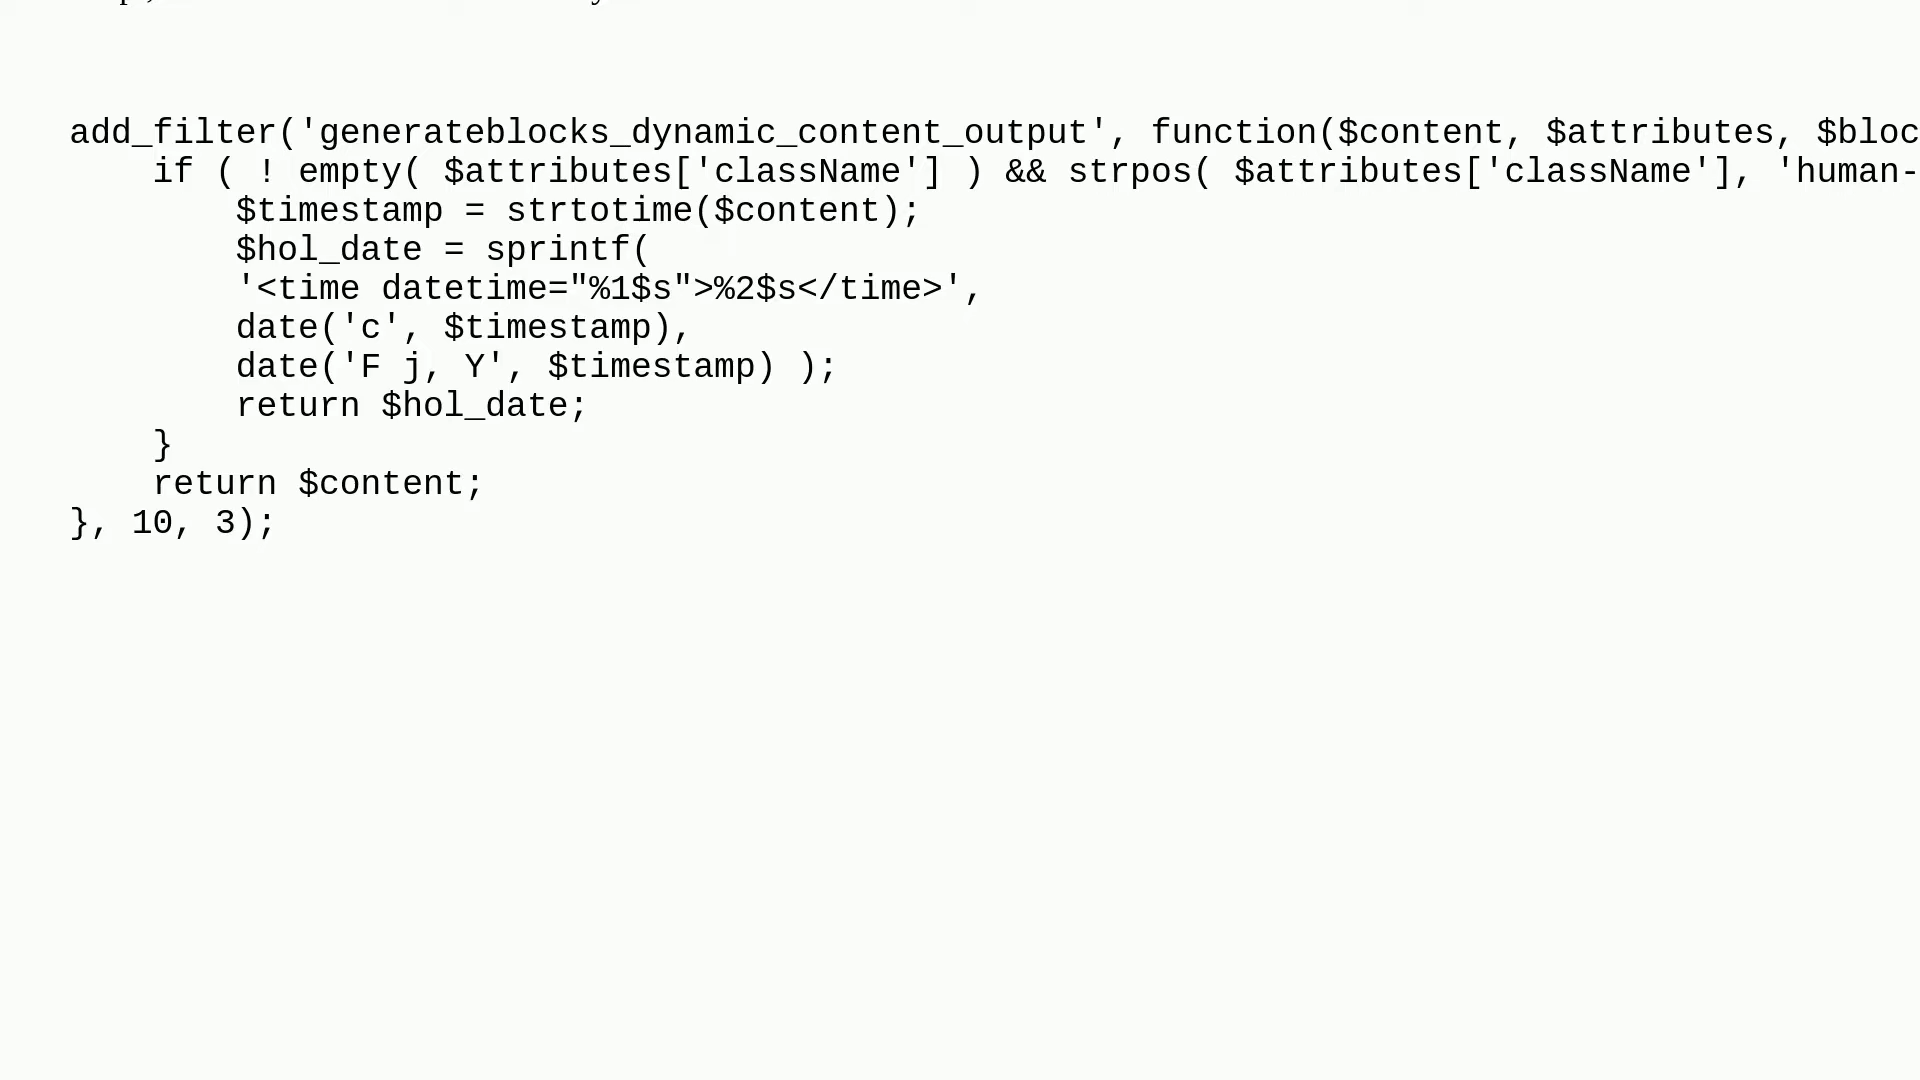 add_filter('generateblocks_dynamic_content_output', function($content, $attributes, $bloc
if ( ! empty( $attributes['className'] ) && strpos( $attributes['className'], 'human-
$timestamp = strtotime($content);
$hol_date = sprintf(
'<time datetime="%1$s">%2$s</time>',
date('c', $timestamp),
date('F j, Y', $timestamp) );
return $hol_date;
}
return $content;
}, 10, 3);